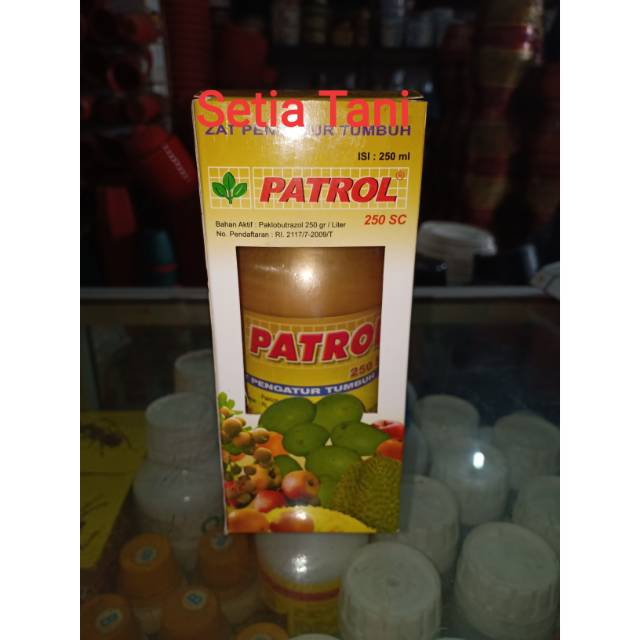 Setia Tani
ZAT PENGATUR TUMBUH
ISI : 250 ml
PATROL®
250 SC
Bahan Aktif : Paklobutrazol 250 gr / Liter
No. Pendaftaran : RI. 2117/7-2009/T
PATROL
250
PENGATUR TUMBUH